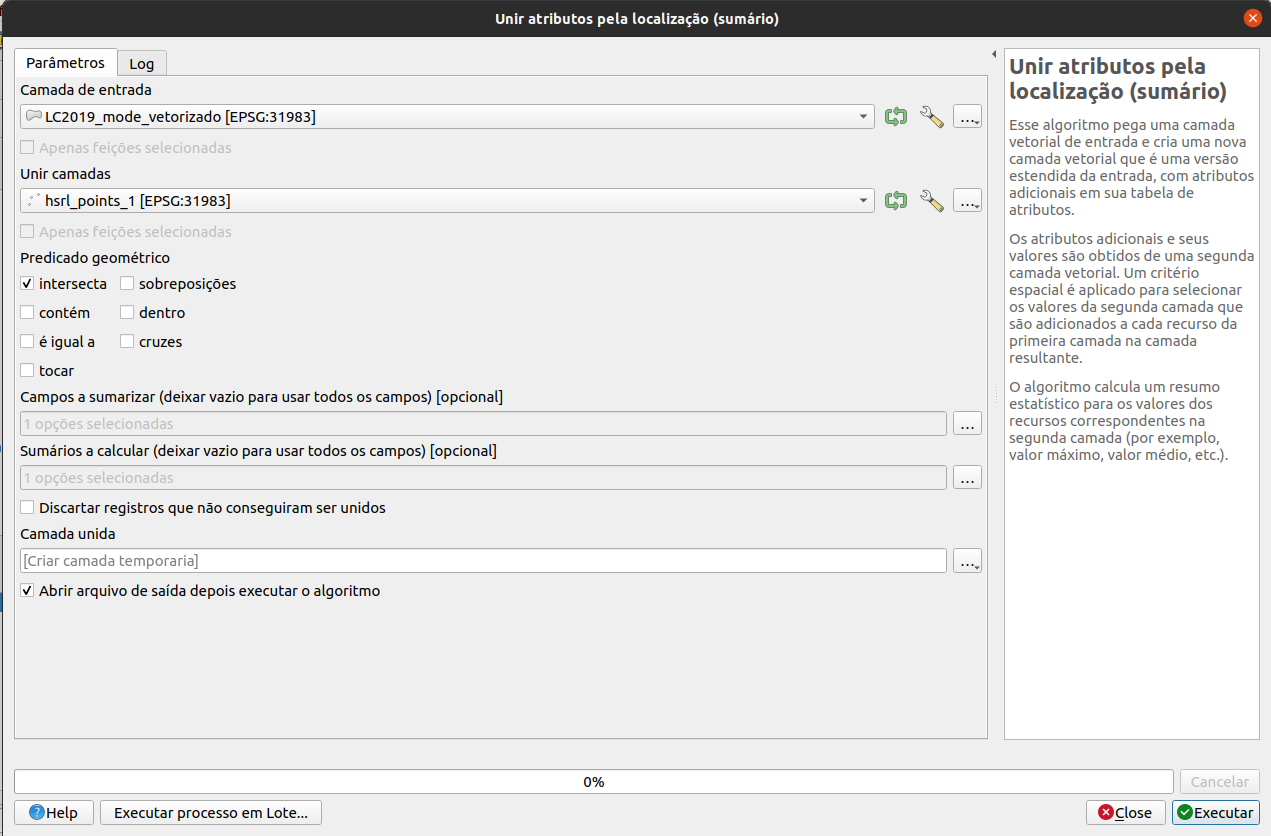 Unir atributos pela localização (sumário)
Parâmetros
Log
Camada de entrada
LC2019_mode_vetorizado [EPSG:31983]
...
Apenas feições selecionadas
Unir camadas
hsrl_points_1 [EPSG:31983]
...
Apenas feições selecionadas
Predicado geométrico
intersecta
sobreposições
contém
dentro
é igual a
cruzes
tocar
Campos a sumarizar (deixar vazio para usar todos os campos) [opcional]
1 opções selecionadas
...
Sumários a calcular (deixar vazio para usar todos os campos) [opcional]
1 opções selecionadas
...
Discartar registros que não conseguiram ser unidos
Camada unida
[Criar camada temporaria]
...
Abrir arquivo de saída depois executar o algoritmo
Unir atributos pela
localização (sumário)
Esse algoritmo pega uma camada
vetorial de entrada e cria uma nova
camada vetorial que é uma versão
estendida da entrada, com atributos
adicionais em sua tabela de
atributos.
Os atributos adicionais e seus
valores são obtidos de uma segunda
camada vetorial. Um critério
espacial é aplicado para selecionar
os valores da segunda camada que
são adicionados a cada recurso da
primeira camada na camada
resultante.
O algoritmo calcula um resumo
estatístico para os valores dos
recursos correspondentes na
segunda camada (por exemplo,
valor máximo, valor médio, etc.).
0%
Cancelar
Help
Executar processo em Lote...
Close
Executar